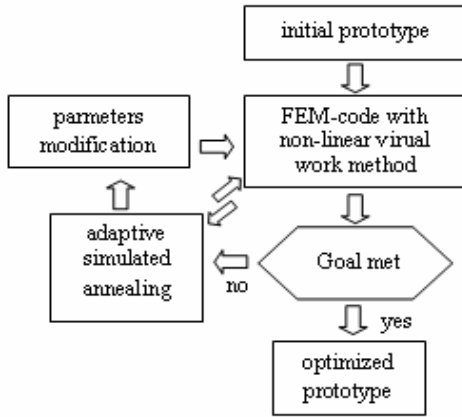 initial prototype
parmeters
modification
FEM-code with
non-linear virual
work method
adaptive
simulated
annealing
Goal met
no
yes
optimized
prototype